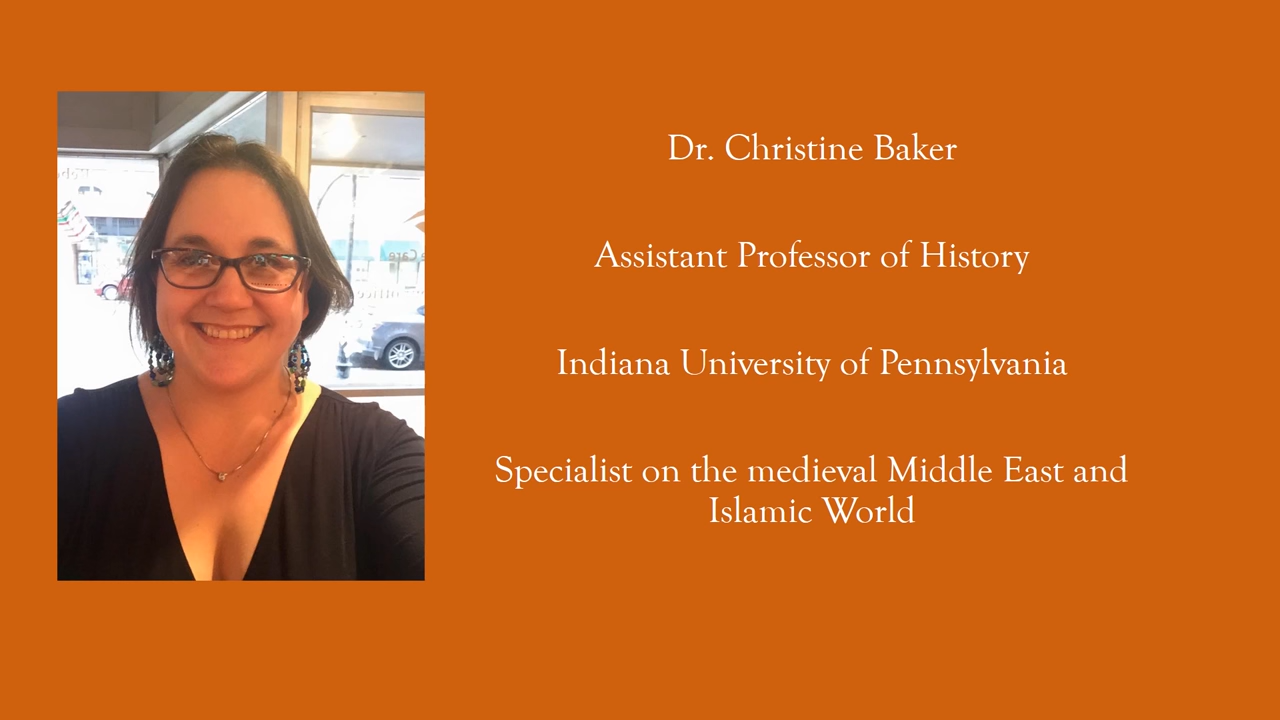 Dr. Christine Baker
Assistant Professor of History
Indiana University of Pennsylvania
Specialist on the medieval Middle East and
Islamic World